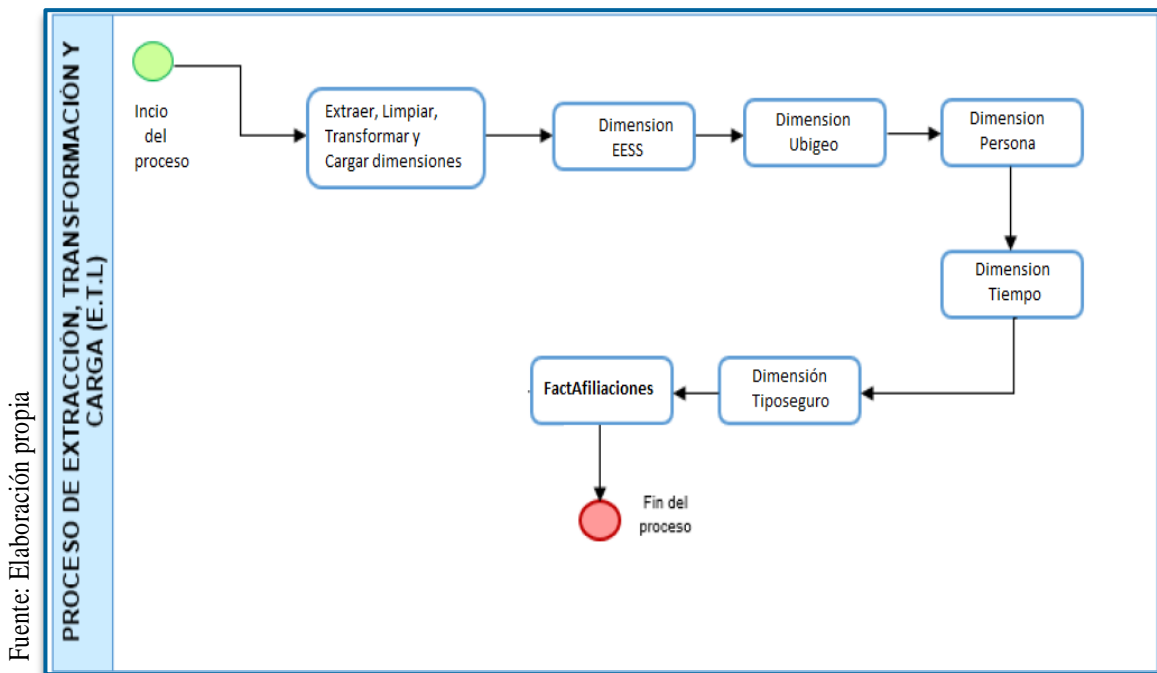 Fuente: Elaboración propia
PROCESO DE EXTRACCIÓN, TRANSFORMACIÓN Y
CARGA (E.T.L)
Incio
del
proceso
Extraer, Limpiar,
Transformar y
Cargar dimensiones
Dimension
EESS
Dimension
Ubigeo
Dimension
Persona
Dimension
Tiempo
Dimensión
Tiposeguro
FactAfiliaciones
Fin del
proceso